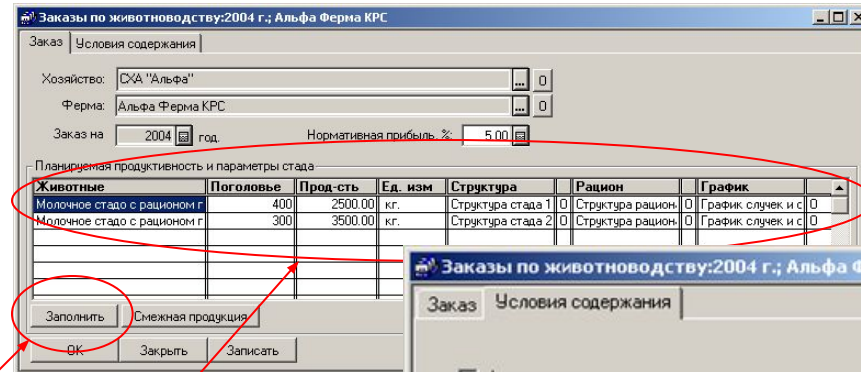 Заказы по животноводству:2004 г.; Альфа Ферма КРС
Заказ Условия содержания
Хозяйство: СХА "Альфа" ... 0
Ферма: Альфа Ферма КРС ... 0
Заказ на 2004 год. Нормативная прибыль, %: 5.00
Планируемая продуктивность и параметры стада
Животные Поголовье Прод-сть Ед. изм Структура Рацион График
Молочное стадо с рационом г 400 2500.00 кг. Структура стада 1 0 Структура рацион 0 График случек и с 0
Молочное стадо с рационом г 300 3500.00 кг. Структура стада 2 0 Структура рацион 0 График случек и с 0
Заполнить Смежная продукция
ОК Закрыть Записать
Заказы по животноводству:2004 г.; Альфа
Заказ Условия содержания